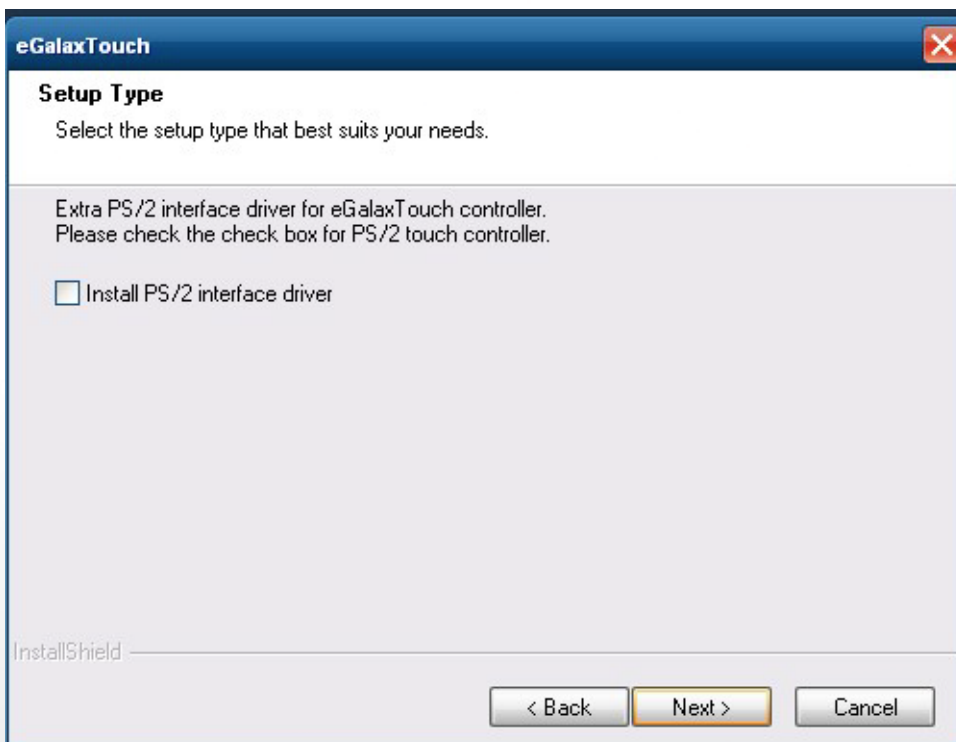 eGalaxTouch
Setup Type
Select the setup type that best suits your needs.
Extra PS/2 interface driver for eGalaxTouch controller.
Please check the check box for PS/2 touch controller.
Install PS/2 interface driver
InstallShield
< Back Next > Cancel